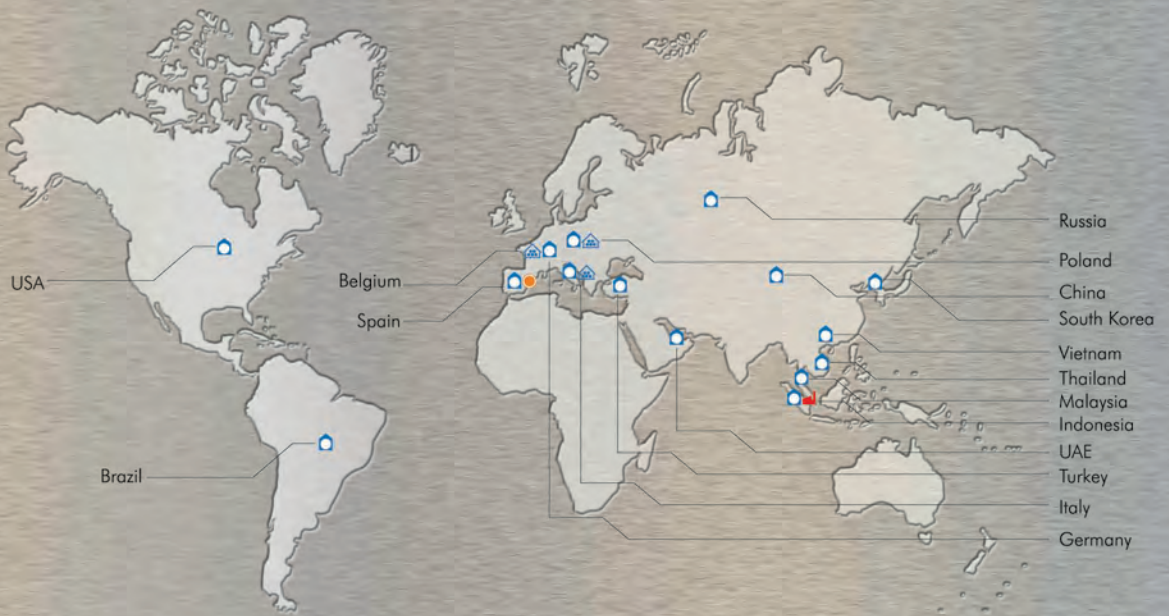 USA
Brazil
Belgium
Spain
Russia
Poland
China
South Korea
Vietnam
Thailand
Malaysia
Indonesia
UAE
Turkey
Italy
Germany